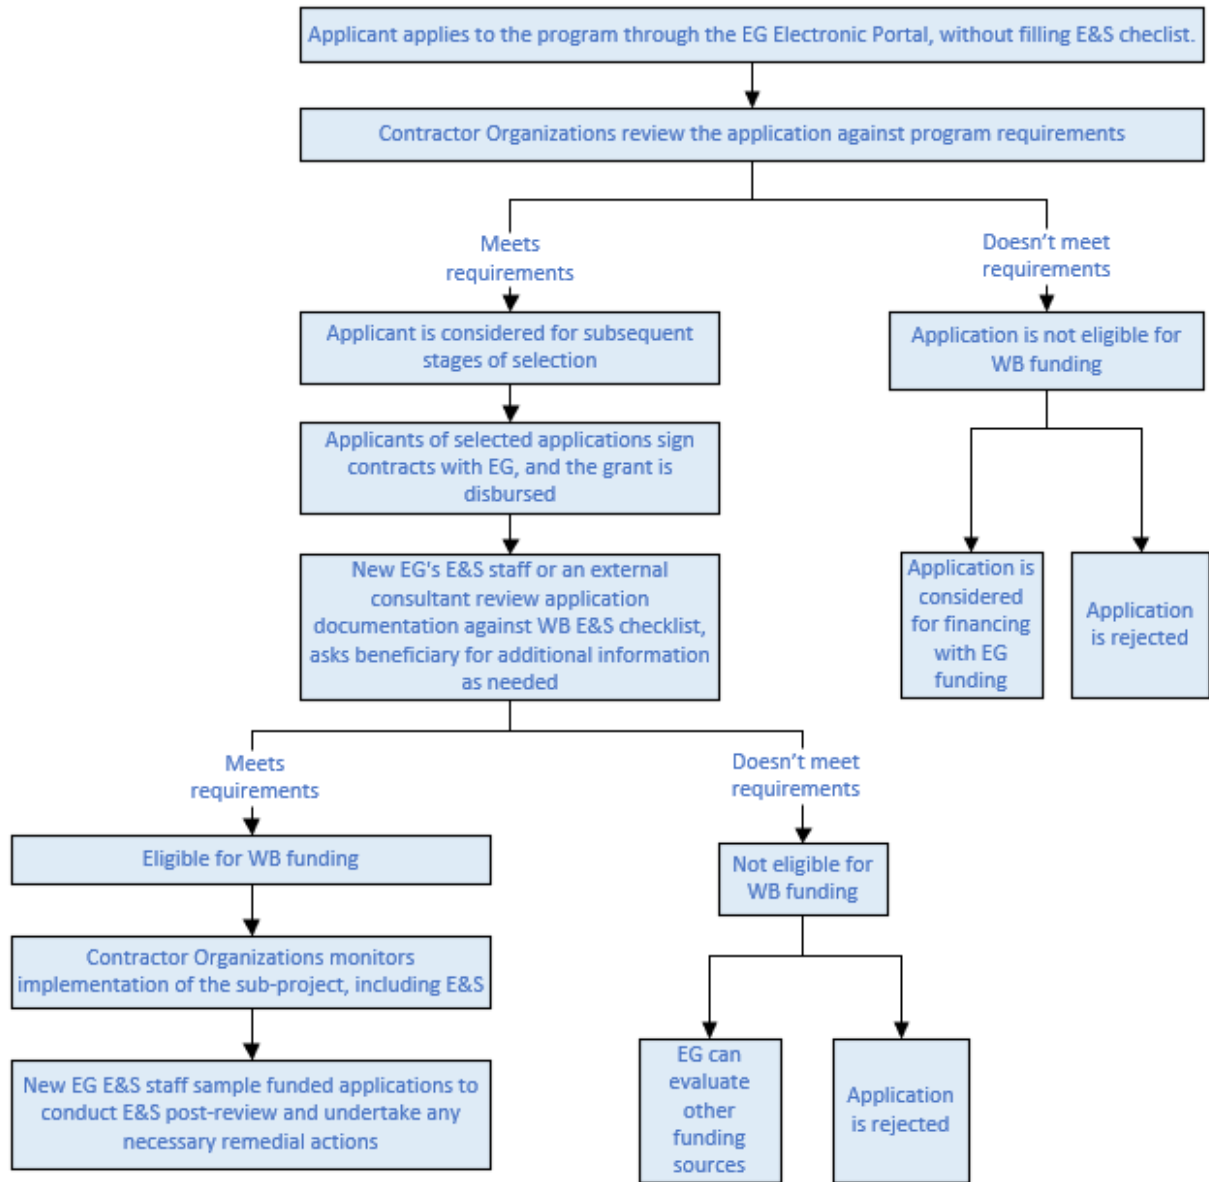 Applicant applies to the program through the EG Electronic Portal, without filling E&S checlist.
Contractor Organizations review the application against program requirements
Meets
requirements
Doesn't meet
requirements
Applicant is considered for subsequent
stages of selection
Application is not eligible for
WB funding
Applicants of selected applications sign
contracts with EG, and the grant is
disbursed
New EG's E&S staff or an external
consultant review application
documentation against WB E&S checklist,
asks beneficiary for additional information
as needed
Application is
considered
for financing
with EG
funding
Application
is rejected
Meets
requirements
Doesn't meet
requirements
Eligible for WB funding
Not eligible for
WB funding
Contractor Organizations monitors
implementation of the sub-project, including E&S
New EG E&S staff sample funded applications to
conduct E&S post-review and undertake any
necessary remedial actions
EG can
evaluate
other
funding
sources
Application
is rejected